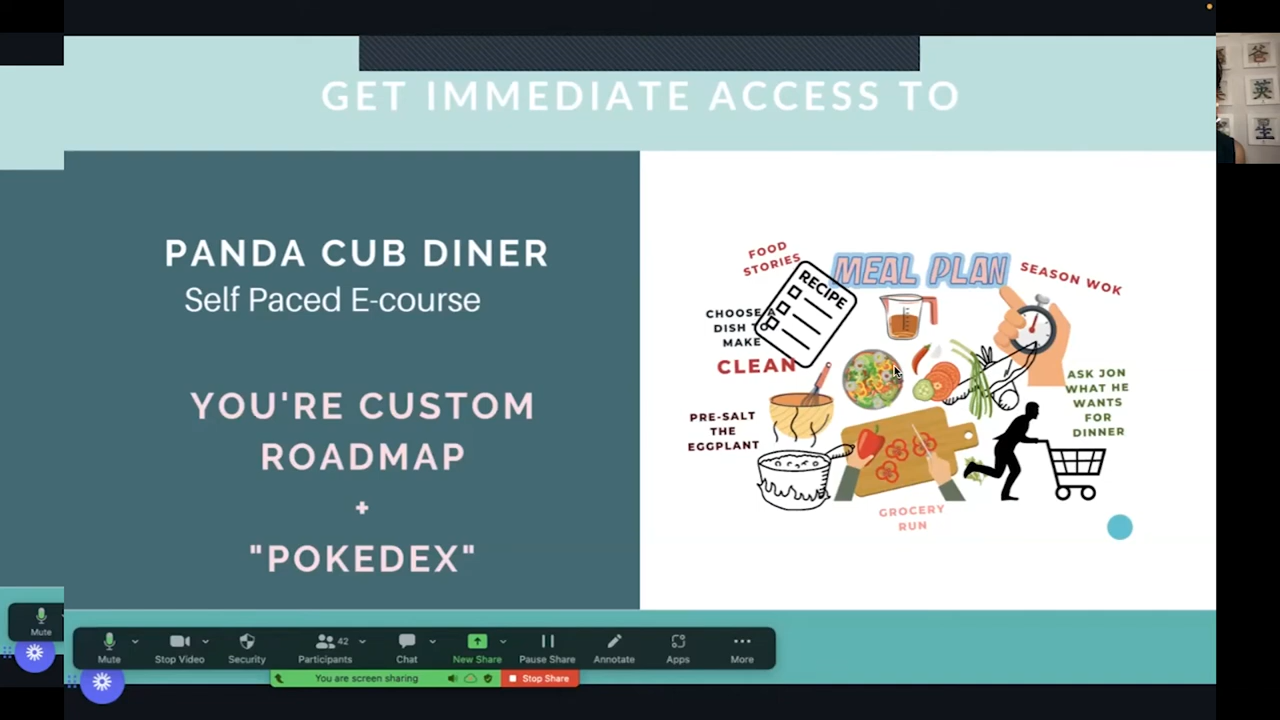 GET IMMEDIATE ACCESS TO
PANDA CUB DINER
Self Paced E-course
YOU'RE CUSTOM
ROADMAP
+
"POKEDEX"
FOOD
STORIES
MEAL PLAN
SEASON WOK
RECIPE
CHOOSE A
DISH TO
MAKE
CLEAN
PRE-SALT
THE
EGGPLANT
ASK JON
WHAT HE
WANTS
FOR
DINNER
GROCERY
RUN
Mute
Mute
Stop Video
Security
42
Participants
Chat
New Share
Pause Share
Annotate
Apps
More
You are screen sharing
Stop Share
英
星